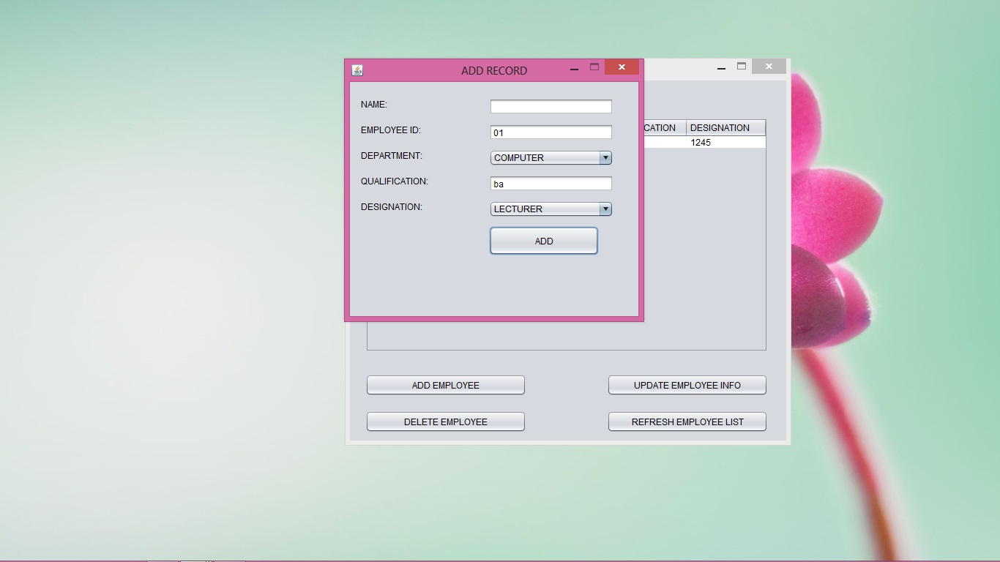 ADD RECORD
NAME:
EMPLOYEE ID: 01
DEPARTMENT: COMPUTER
QUALIFICATION: ba
DESIGNATION: LECTURER
ADD
CATION DESIGNATION
1245
ADD EMPLOYEE UPDATE EMPLOYEE INFO
DELETE EMPLOYEE REFRESH EMPLOYEE LIST